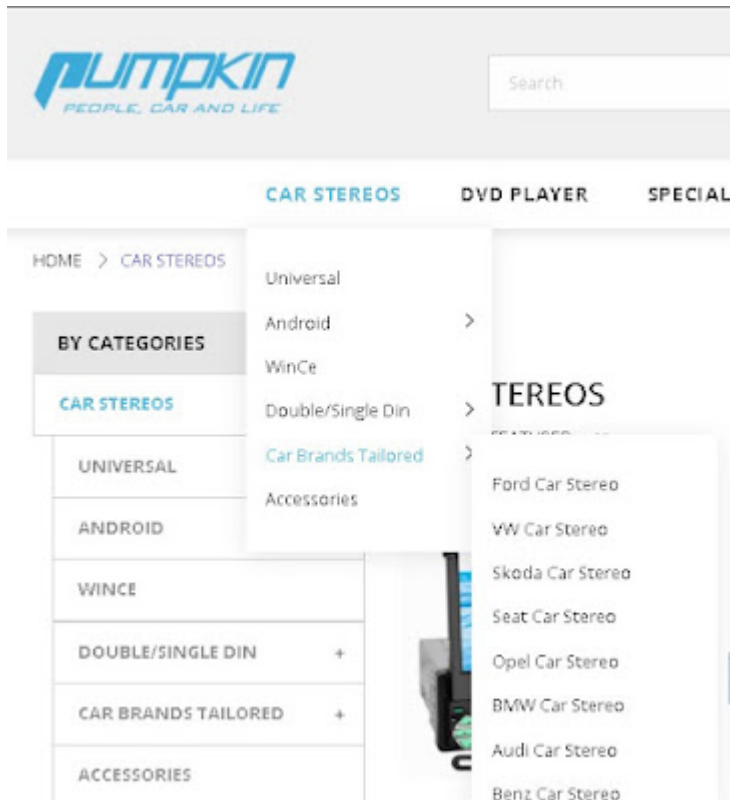 PUMPKIN
PEOPLE, CAR AND LIFE
Search
CAR STEREOS DVD PLAYER SPECIAL
HOME > CAR STEREOS
Universal
Android >
WinCe
Double/Single Din >
Car Brands Tailored >
Accessories
BY CATEGORIES
CAR STEREOS
UNIVERSAL
ANDROID
WINCE
DOUBLE/SINGLE DIN +
CAR BRANDS TAILORED +
ACCESSORIES
TEREOS
Ford Car Stereo
VW Car Stereo
Skoda Car Stereo
Seat Car Stereo
Opel Car Stereo
BMW Car Stereo
Audi Car Stereo
Benz Car Stereo